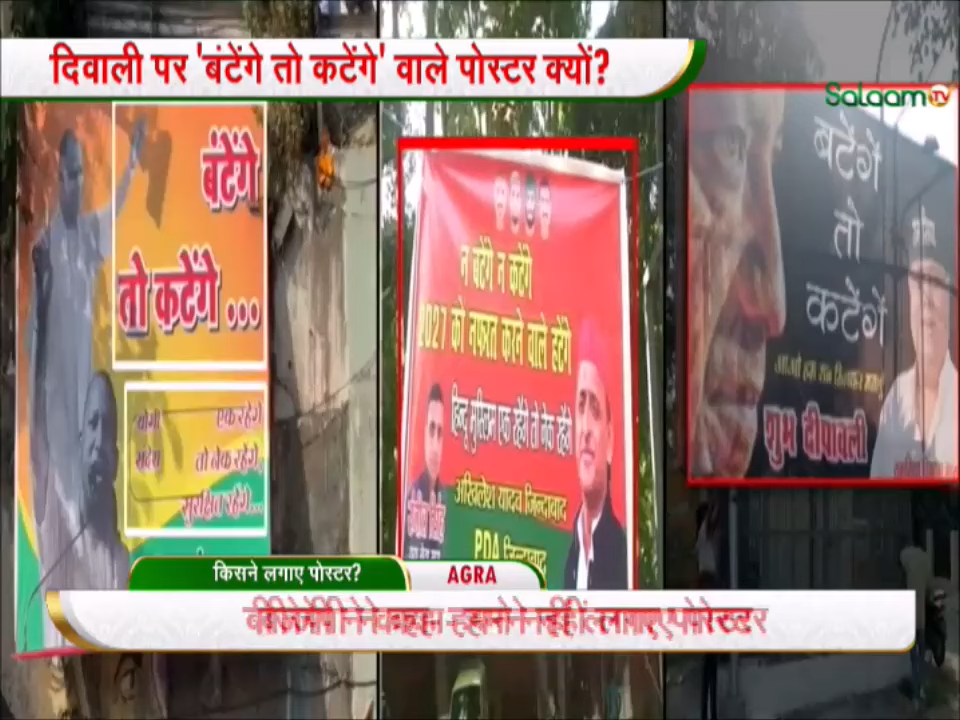 दिवाली पर 'बंटेंगे तो कटेंगे' वाले पोस्टर क्यों?
Salaam TV
बंटेंगे
तो कटेंगे ...
योगी
संदेश
एक रहेंगे
तो नेक रहेंगे,
सुरक्षित रहेंगे...
न बंटेंगे न कटेंगे
2027 को नफरत करने वाले हटेंगे
हिन्दू मुस्लिम एक रहेंगे तो नेक रहेंगे
अखिलेश यादव जिन्दाबाद
PDA जिन्दाबाद
बटेंगे
तो
कटेंगे
शुभ दीपावली
किसने लगाए पोस्टर?
AGRA